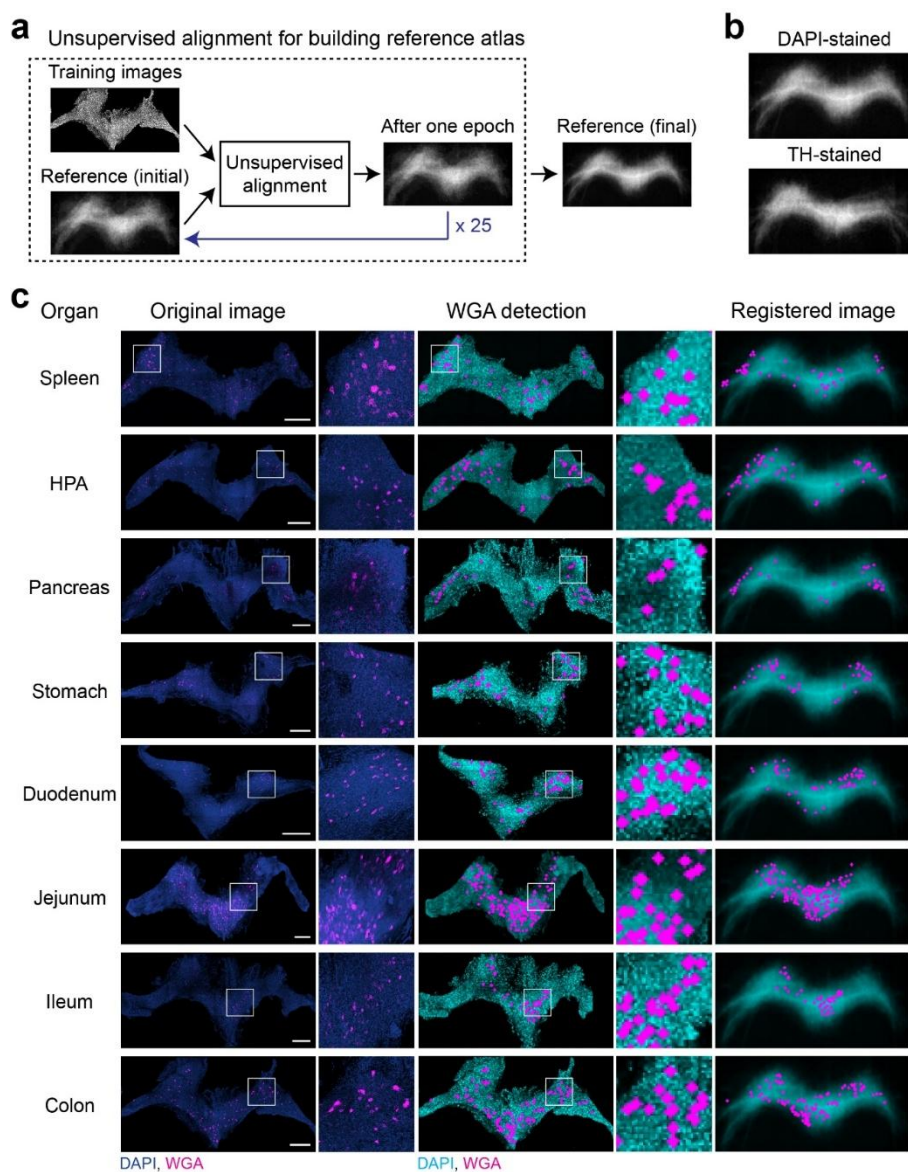 a
Unsupervised alignment for building reference atlas
Training images
Reference (initial)
Unsupervised
alignment
After one epoch
x 25
Reference (final)
b
DAPI-stained
TH-stained
c
Organ
Original image
WGA detection
Registered image
Spleen
HPA
Pancreas
Stomach
Duodenum
Jejunum
Ileum
Colon
DAPI, WGA
DAPI, WGA